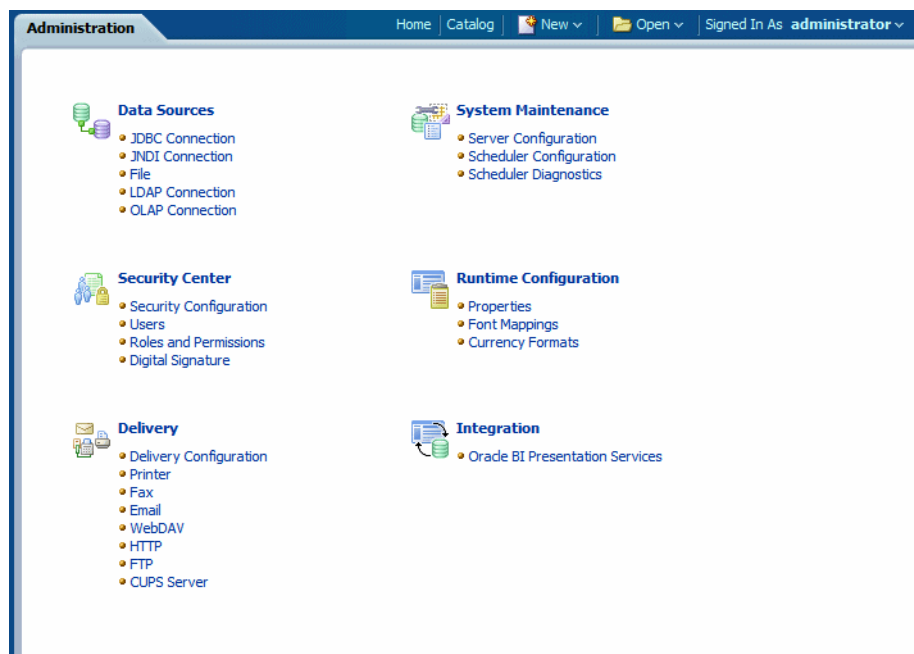 Administration
Home Catalog New Open Signed In As administrator
Data Sources
JDBC Connection
JNDI Connection
File
LDAP Connection
OLAP Connection
System Maintenance
Server Configuration
Scheduler Configuration
Scheduler Diagnostics
Security Center
Security Configuration
Users
Roles and Permissions
Digital Signature
Runtime Configuration
Properties
Font Mappings
Currency Formats
Delivery
Delivery Configuration
Printer
Fax
Email
WebDAV
HTTP
FTP
CUPS Server
Integration
Oracle BI Presentation Services